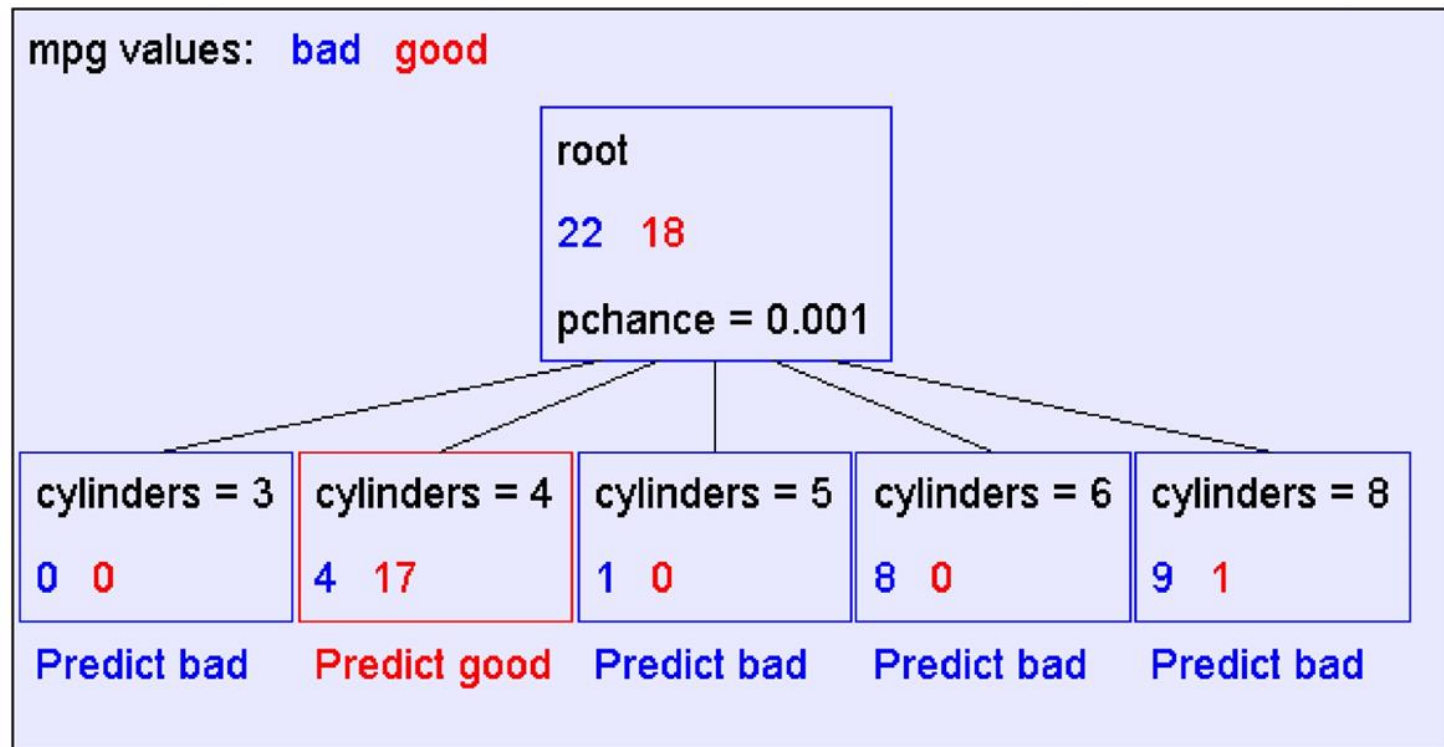 mpg values: bad good
root
22 18
pchance = 0.001
cylinders = 3
0 0
Predict bad
cylinders = 4
4 17
Predict good
cylinders = 5
1 0
Predict bad
cylinders = 6
8 0
Predict bad
cylinders = 8
9 1
Predict bad